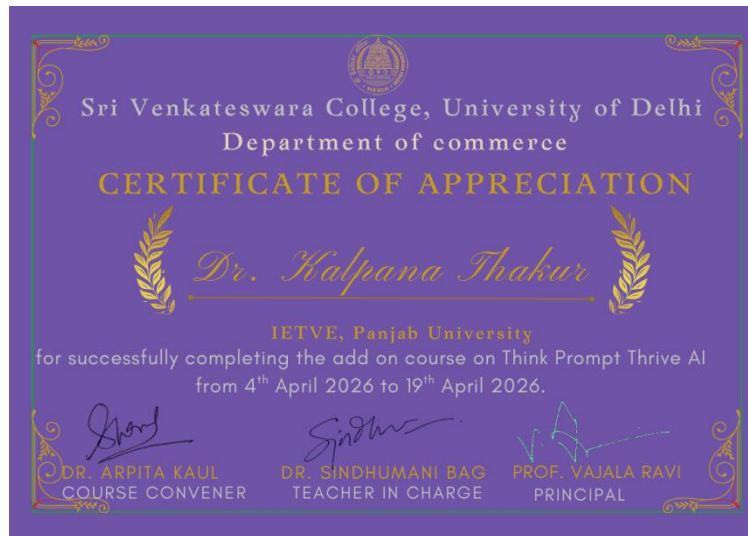 Sri Venkateswara College, University of Delhi
Department of commerce
CERTIFICATE OF APPRECIATION
Dr. Kalpana Thakur
IETVE, Panjab University
for successfully completing the add on course on Think Prompt Thrive AI
from 4th April 2026 to 19th April 2026.
DR. ARPITA KAUL
COURSE CONVENER
DR. SINDHUMANI BAG
TEACHER IN CHARGE
PROF. VAJALA RAVI
PRINCIPAL